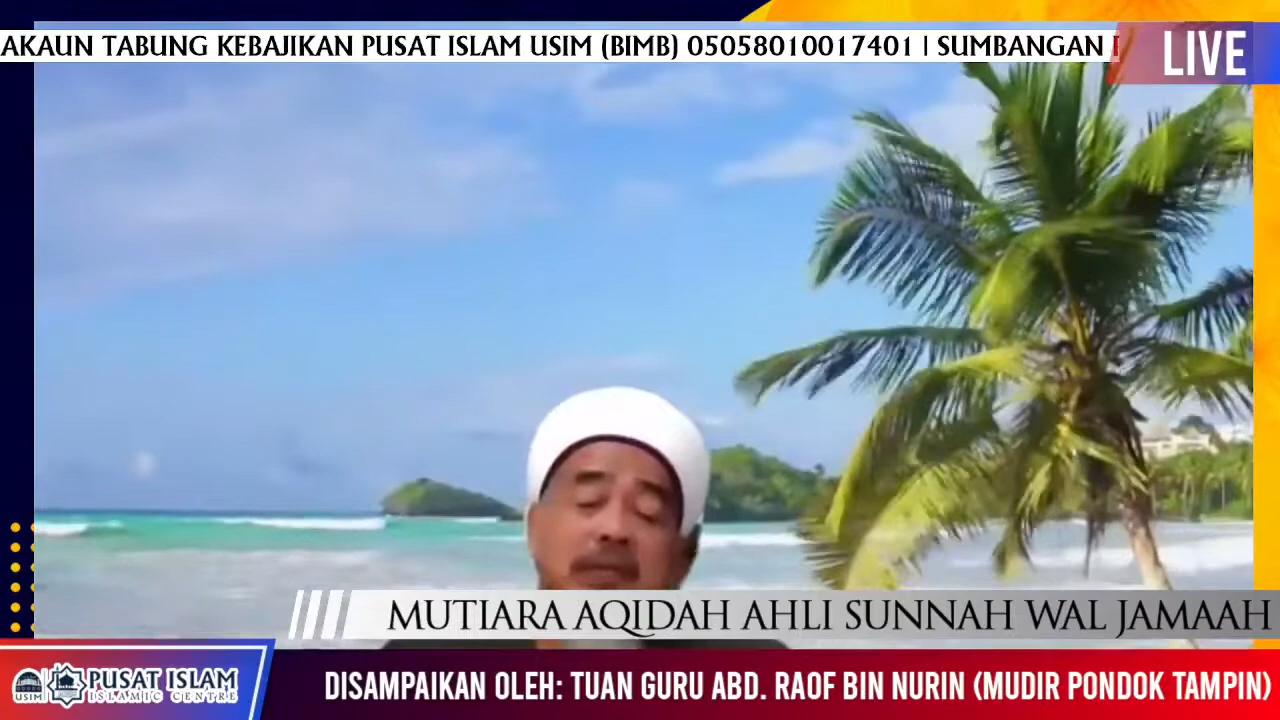 AKAUN TABUNG KEBAJIKAN PUSAT ISLAM USIM (BIMB) 05058010017401 | SUMBANGAN
LIVE
MUTIARA AQIDAH AHLI SUNNAH WAL JAMAAH
USIM
PUSAT ISLAM
ISLAMIC CENTRE
DISAMPAIKAN OLEH: TUAN GURU ABD. RAOF BIN NURIN (MUDIR PONDOK TAMPIN)